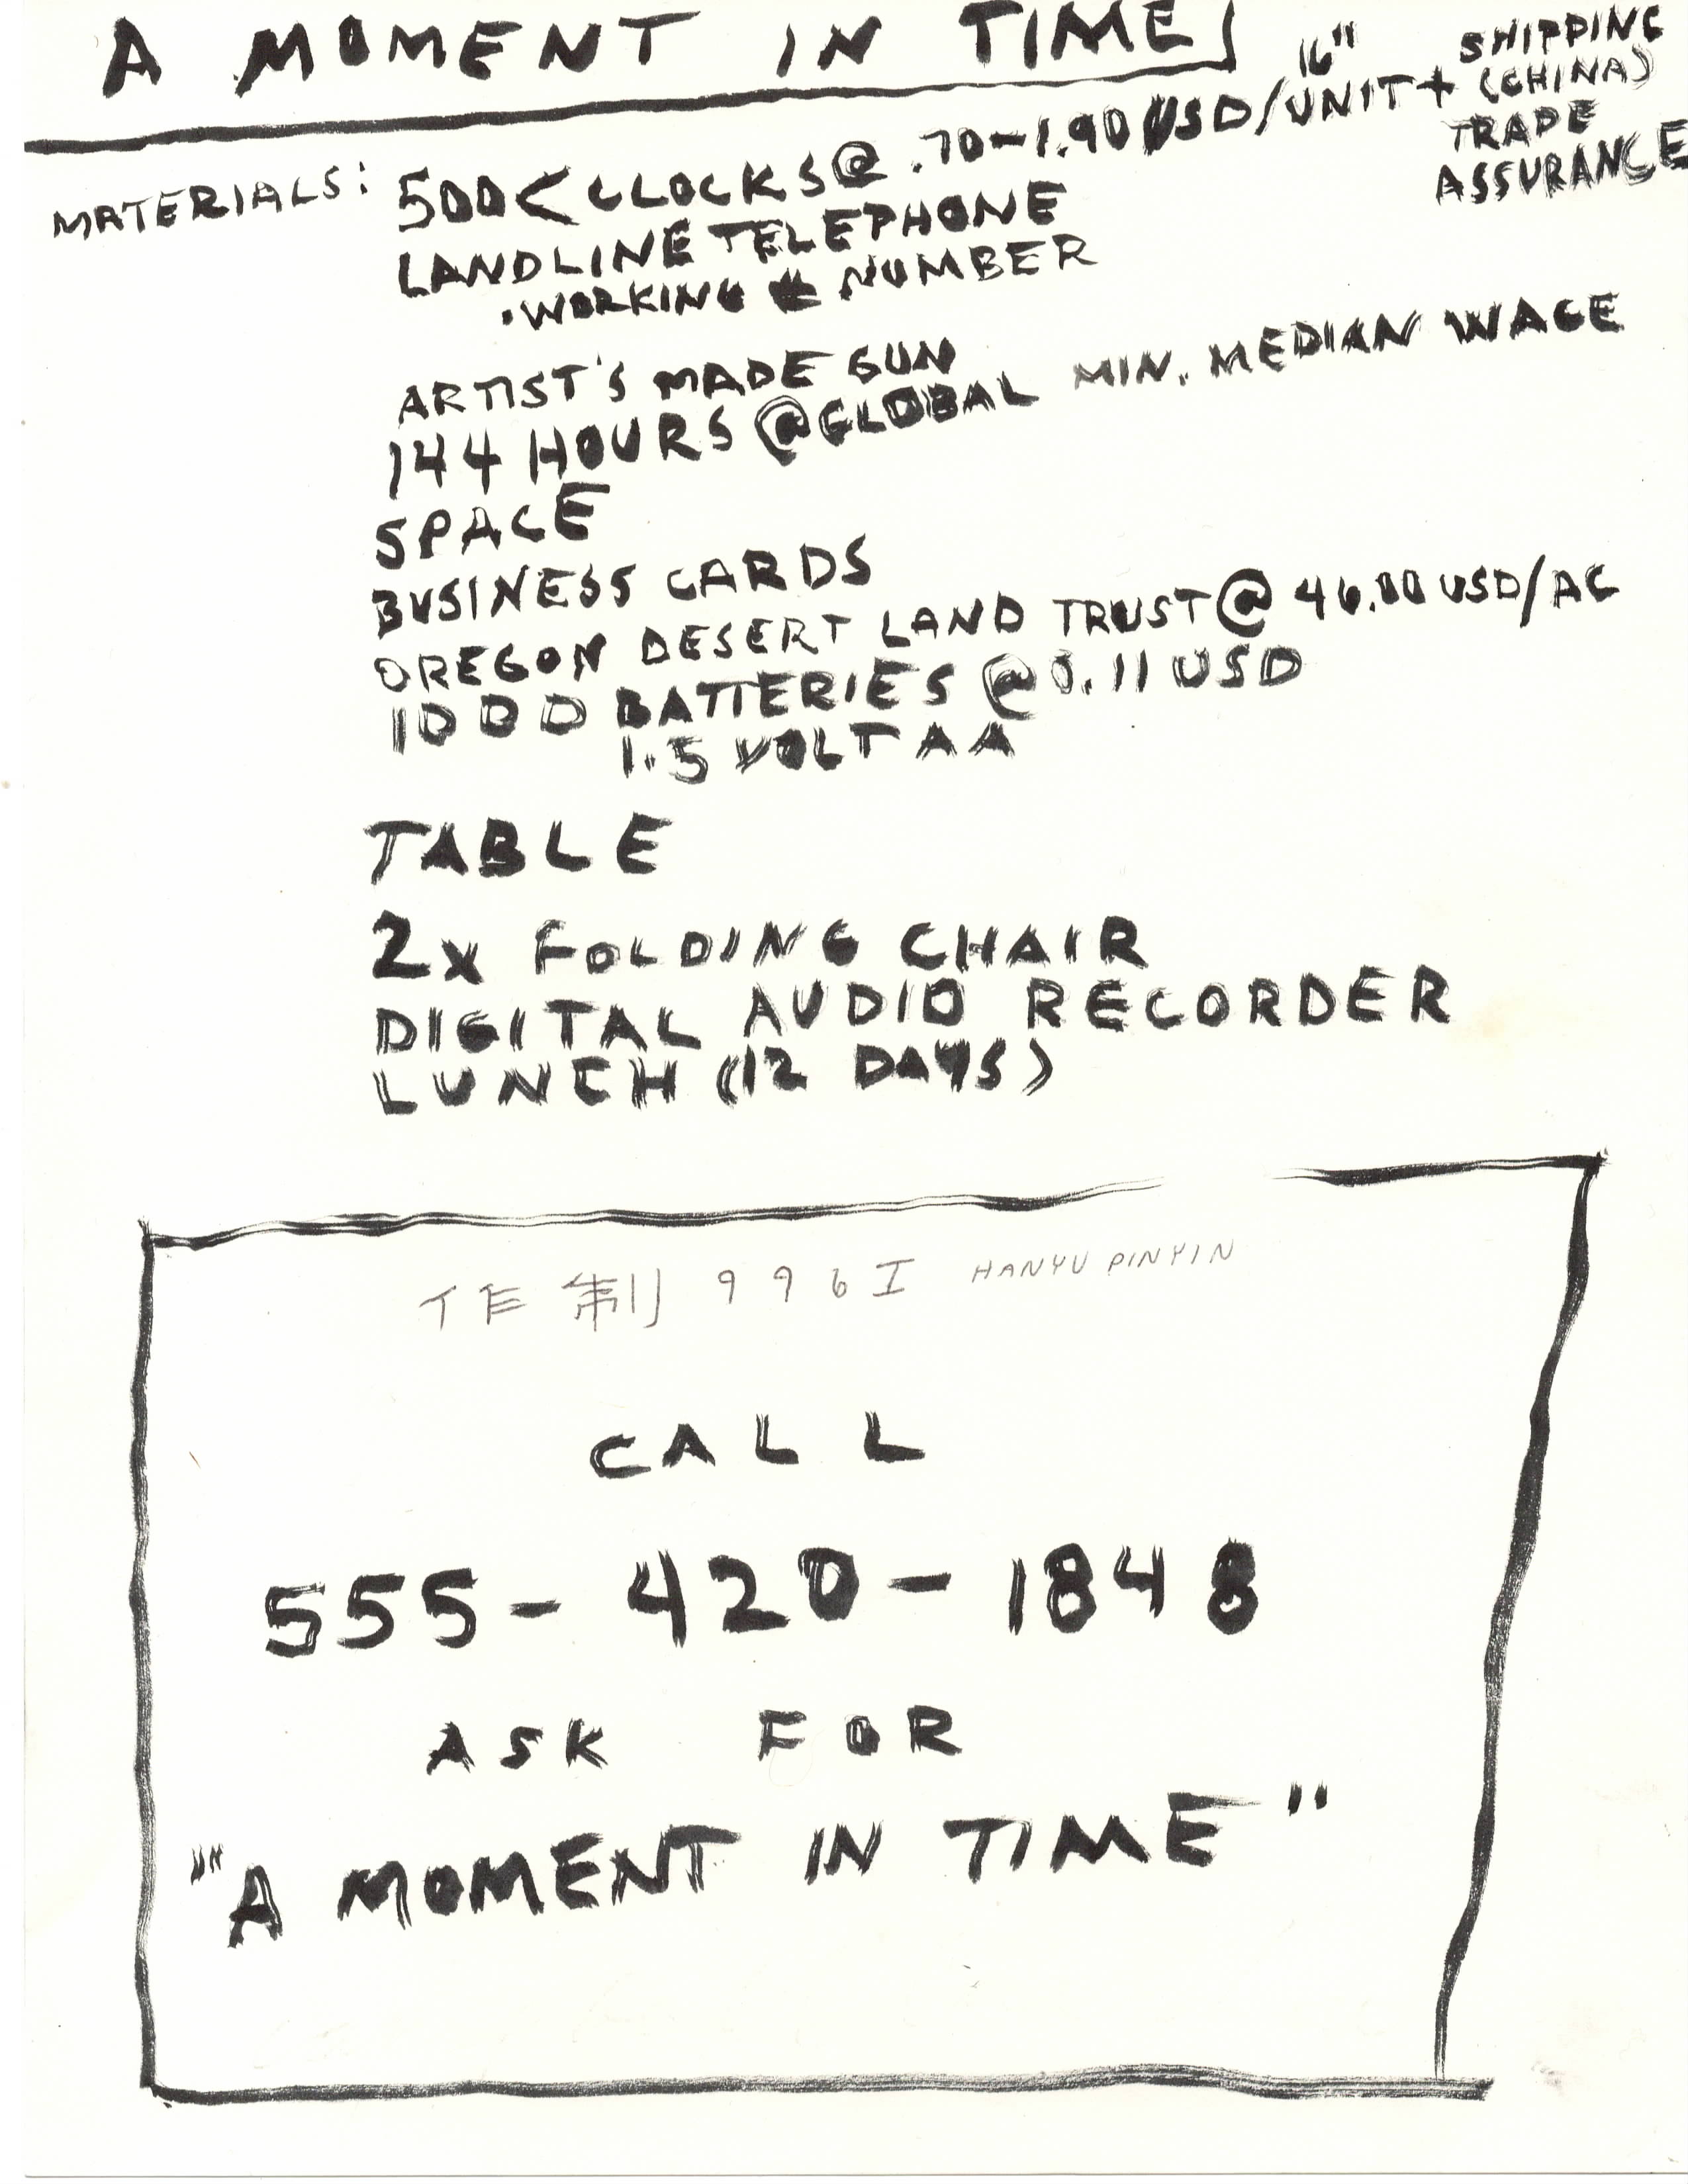 A MOMENT IN TIME
MATERIALS: 500< CLOCKS @ .70-1.90 USD/UNIT + SHIPPING (CHINA) TRADE ASSURANCE
16"
LANDLINE TELEPHONE
• WORKING NUMBER
ARTIST'S MADE GUN
144 HOURS @ GLOBAL MIN. MEDIAN WAGE
SPACE
BUSINESS CARDS
OREGON DESERT LAND TRUST @ 46.00 USD/AC
1000 BATTERIES @ 0.11 USD
1.5 VOLT AA
TABLE
2x FOLDING CHAIR
DIGITAL AUDIO RECORDER
LUNCH (12 DAYS)
作制 996工 HANYU PINYIN
CALL
555-420-1848
ASK FOR
"A MOMENT IN TIME"